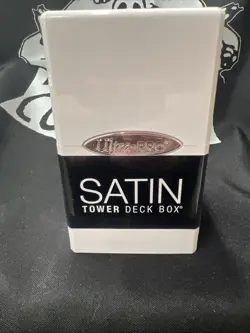 Ultra•PRO®
SATIN
TOWER DECK BOX®